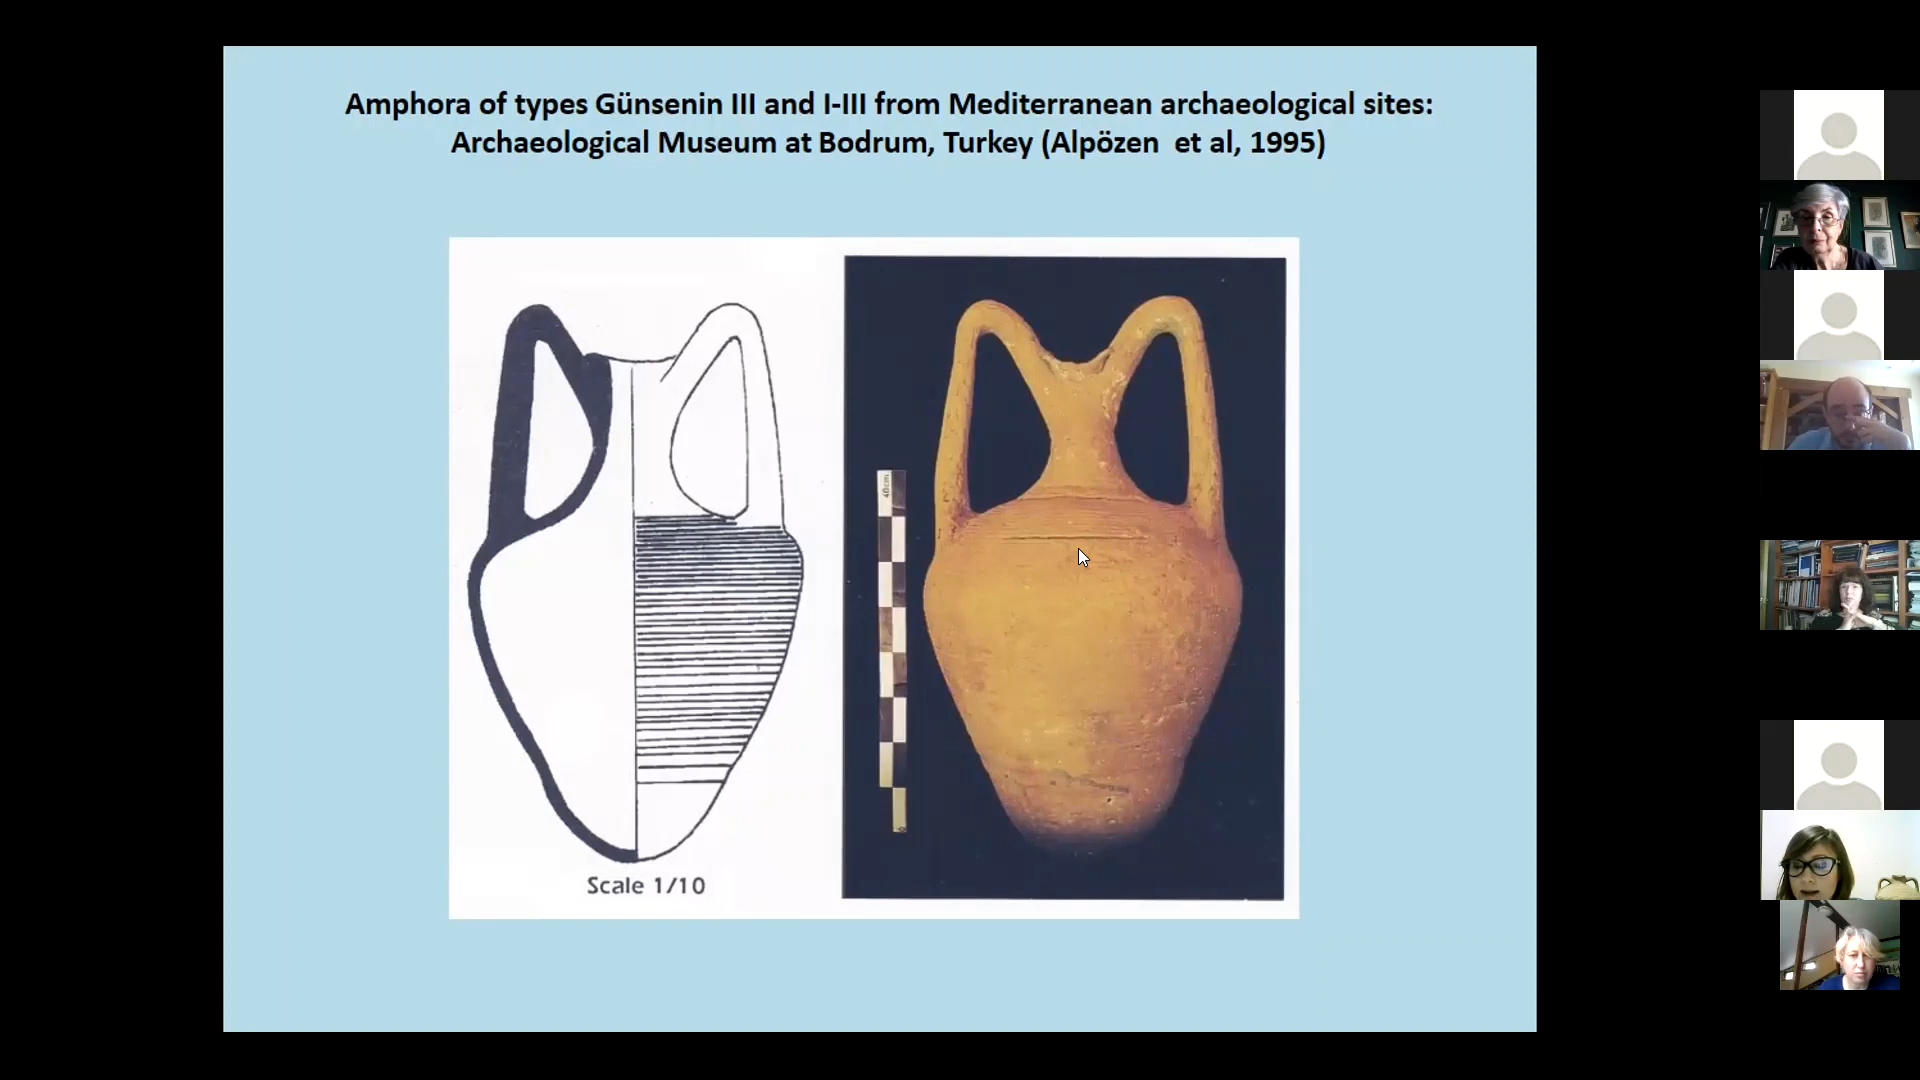 Amphora of types Günsenin III and I-III from Mediterranean archaeological sites:
Archaeological Museum at Bodrum, Turkey (Alpözen et al, 1995)
40cm
Scale 1/10